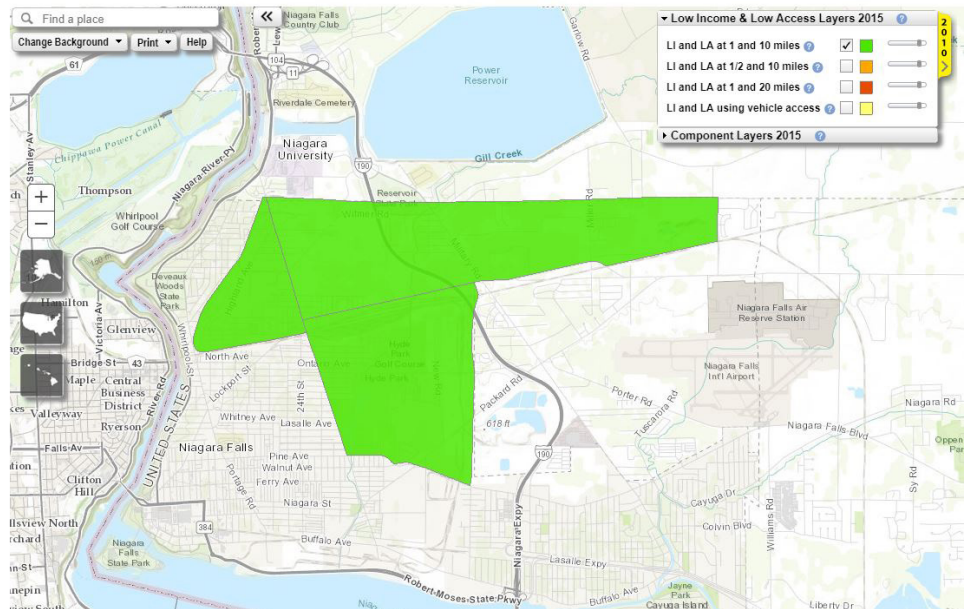 Find a place
Change Background
Print
Help
Low Income & Low Access Layers 2015
LI and LA at 1 and 10 miles
LI and LA at 1/2 and 10 miles
LI and LA at 1 and 20 miles
LI and LA using vehicle access
Component Layers 2015
2010
Niagara Falls
Country Club
Garlow Rd
61
104
11
Power
Reservoir
Riverdale Cemetery
Stanley Av
Chippawa Power Canal
Niagara River Py
Niagara
University
190
Gill Creek
Thompson
Reservoir
State Park
Witmer Rd
Whirlpool
Golf Course
150 m
Deveaux
Woods
State Park
Hamilton
Victoria Av
Glenview
Whirlpool St
Niagara Falls Air
Reserve Station
Bridge St
43
North Ave
Ontario Ave
Hyde
Park
Golf Course
Hyde Park
Niagara Falls
Int'l Airport
Maple
Central
Business
District
River Rd
Lockport St
24th St
Packard Rd
Porter Rd
Tuscarora Rd
Niagara Rd
Valleyway
Ryerson
UNITED STATES
Whitney Ave
Lasalle Ave
618 ft
Niagara Falls Blvd
Falls Av
Niagara Falls
Pine Ave
Walnut Ave
Ferry Ave
190
Clifton
Hill
Portage Rd
Niagara St
Niagara Expy
Cayuga Dr
Williams Rd
Sy Rd
Colvin Blvd
384
Buffalo Ave
Niagara
Falls
State Park
Lasalle Expy
Robert-Moses-State Pkwy
Buffalo Ave
Jayne
Park
Cayuga Island
Liberty Dr